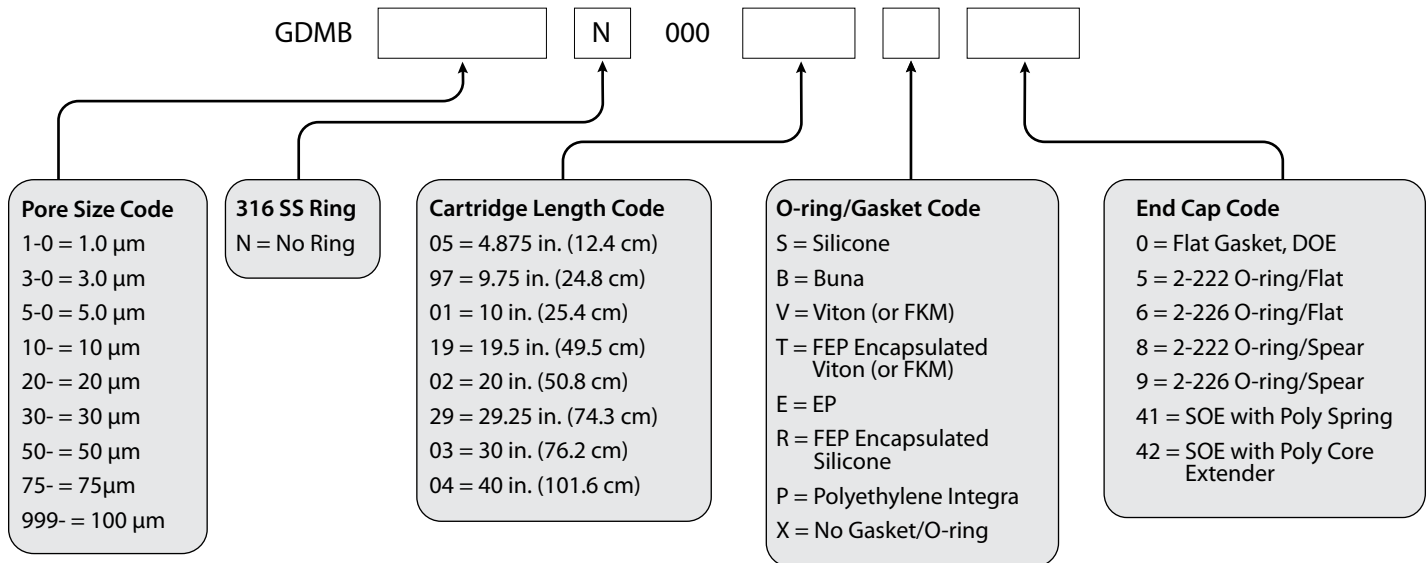 GDMB N 000
Pore Size Code
1-0 = 1.0 µm
3-0 = 3.0 µm
5-0 = 5.0 µm
10- = 10 µm
20- = 20 µm
30- = 30 µm
50- = 50 µm
75- = 75µm
999- = 100 µm
316 SS Ring
N = No Ring
Cartridge Length Code
05 = 4.875 in. (12.4 cm)
97 = 9.75 in. (24.8 cm)
01 = 10 in. (25.4 cm)
19 = 19.5 in. (49.5 cm)
02 = 20 in. (50.8 cm)
29 = 29.25 in. (74.3 cm)
03 = 30 in. (76.2 cm)
04 = 40 in. (101.6 cm)
O-ring/Gasket Code
S = Silicone
B = Buna
V = Viton (or FKM)
T = FEP Encapsulated
Viton (or FKM)
E = EP
R = FEP Encapsulated
Silicone
P = Polyethylene Integra
X = No Gasket/O-ring
End Cap Code
0 = Flat Gasket, DOE
5 = 2-222 O-ring/Flat
6 = 2-226 O-ring/Flat
8 = 2-222 O-ring/Spear
9 = 2-226 O-ring/Spear
41 = SOE with Poly Spring
42 = SOE with Poly Core
Extender